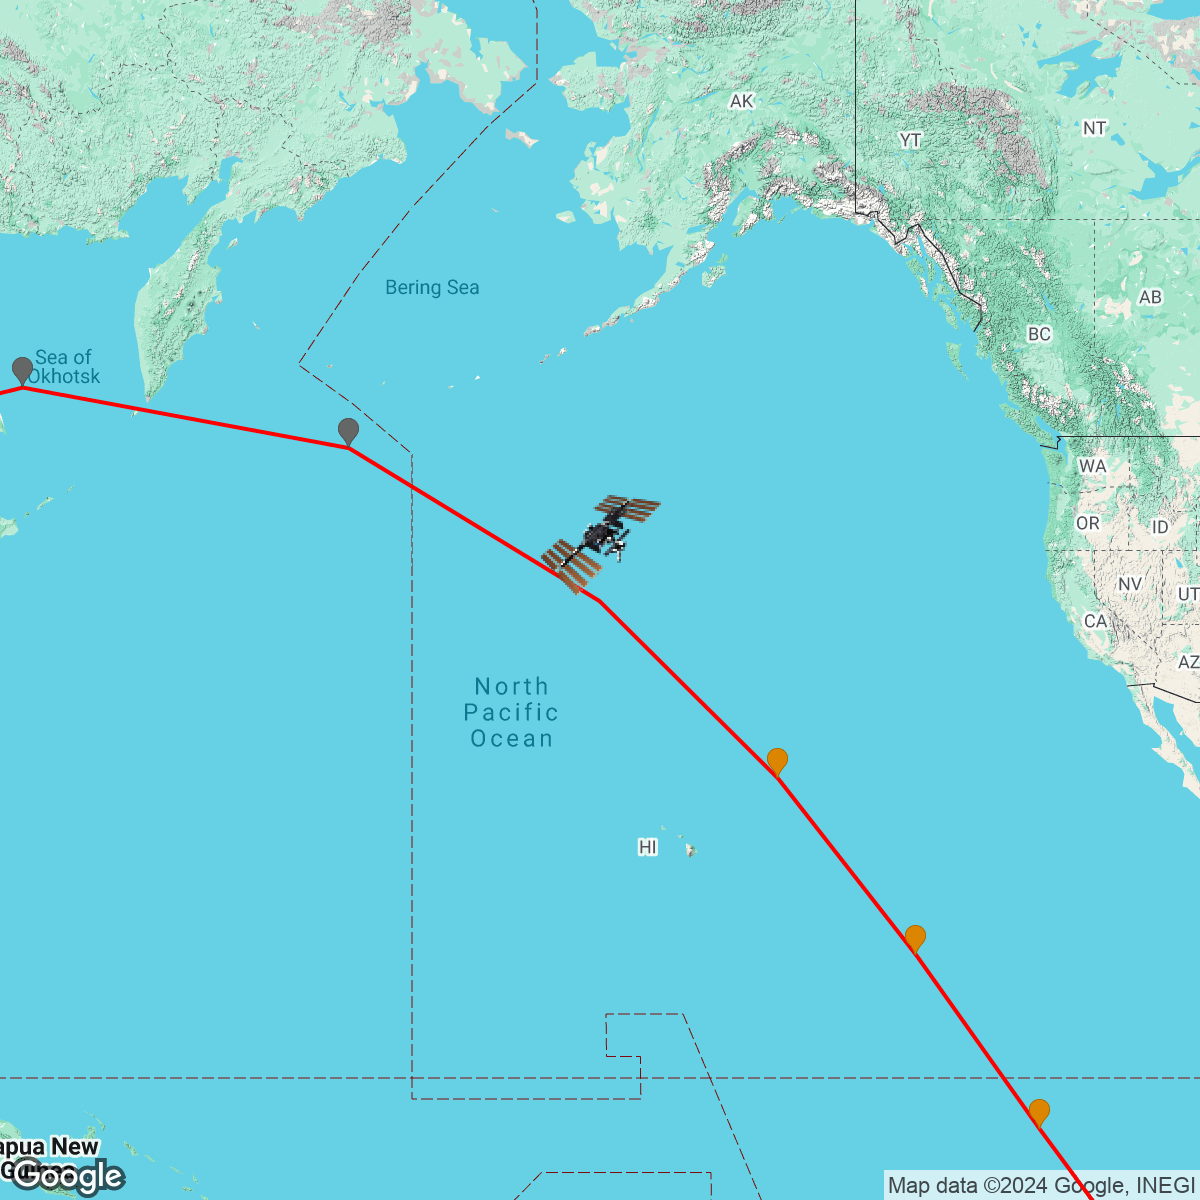 AK
YT
NT
Bering Sea
AB
BC
Sea of
Okhotsk
WA
OR
ID
NV
UT
CA
AZ
North
Pacific
Ocean
HI
apua New
Guinea
Google
Map data ©2024 Google, INEGI